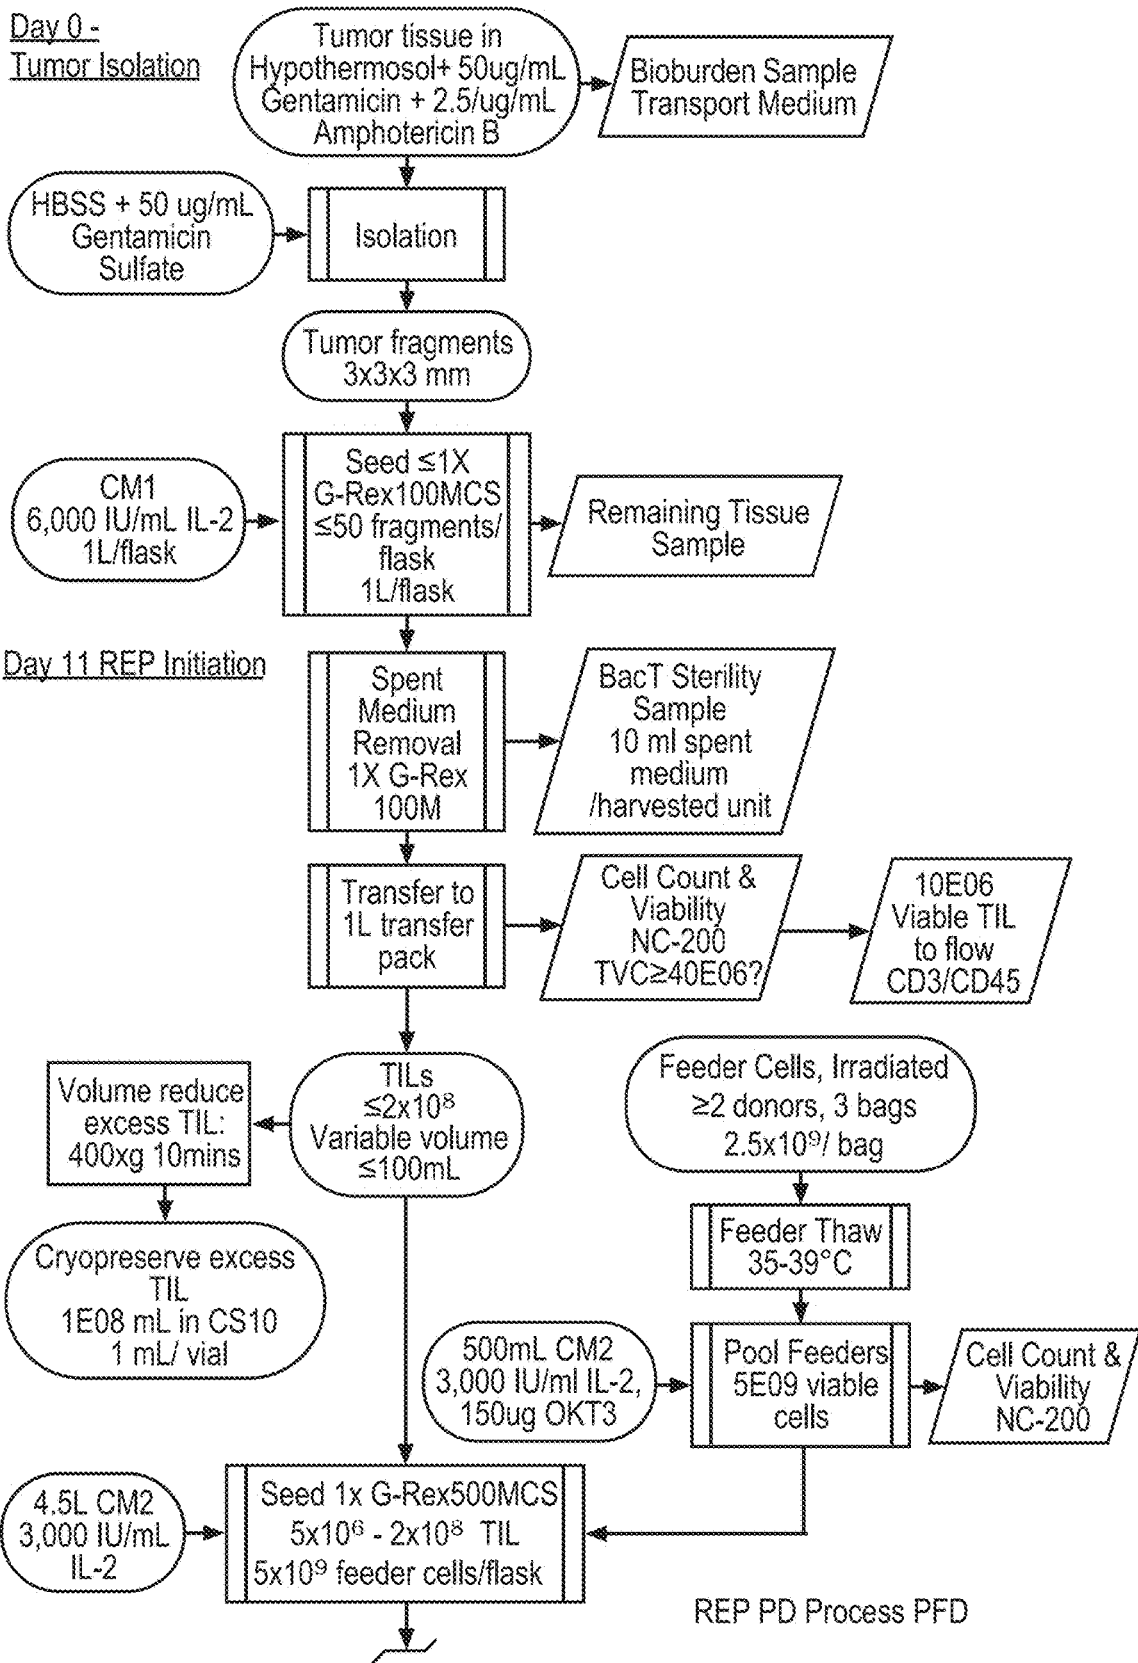 Day 0 -
Tumor Isolation
Tumor tissue in
Hypothermosol+ 50ug/mL
Gentamicin + 2.5/ug/mL
Amphotericin B
Bioburden Sample
Transport Medium
HBSS + 50 ug/mL
Gentamicin
Sulfate
Isolation
Tumor fragments
3x3x3 mm
CM1
6,000 IU/mL IL-2
1L/flask
Seed ≤1X
G-Rex100MCS
≤50 fragments/
flask
1L/flask
Remaining Tissue
Sample
Day 11 REP Initiation
Spent
Medium
Removal
1X G-Rex
100M
BacT Sterility
Sample
10 ml spent
medium
/harvested unit
Transfer to
1L transfer
pack
Cell Count &
Viability
NC-200
TVC≥40E06?
10E06
Viable TIL
to flow
CD3/CD45
Volume reduce
excess TIL:
400xg 10mins
TILs
≤2x10⁸
Variable volume
≤100mL
Feeder Cells, Irradiated
≥2 donors, 3 bags
2.5x10⁹/ bag
Cryopreserve excess
TIL
1E08 mL in CS10
1 mL/ vial
Feeder Thaw
35-39°C
500mL CM2
3,000 IU/ml IL-2,
150ug OKT3
Pool Feeders
5E09 viable
cells
Cell Count &
Viability
NC-200
4.5L CM2
3,000 IU/mL
IL-2
Seed 1x G-Rex500MCS
5x10⁶ - 2x10⁸ TIL
5x10⁹ feeder cells/flask
REP PD Process PFD